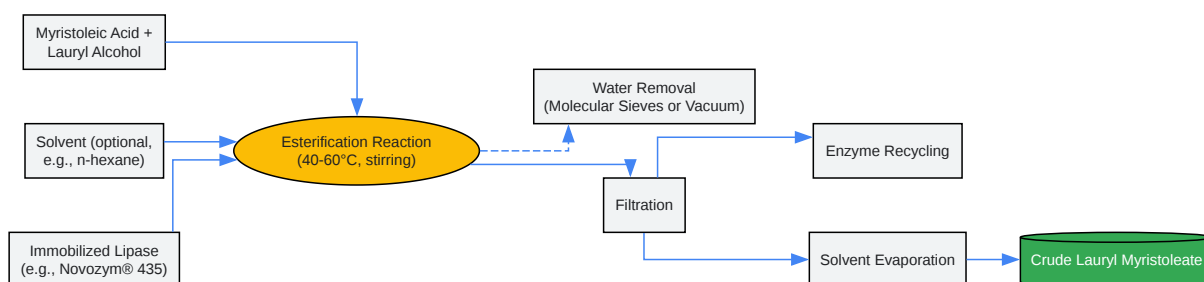 Myristoleic Acid +
Lauryl Alcohol
Water Removal
(Molecular Sieves or Vacuum)
Solvent (optional,
e.g., n-hexane)
Esterification Reaction
(40-60°C, stirring)
Enzyme Recycling
Filtration
Immobilized Lipase
(e.g., Novozym® 435)
Solvent Evaporation
Crude Lauryl Myristoleate